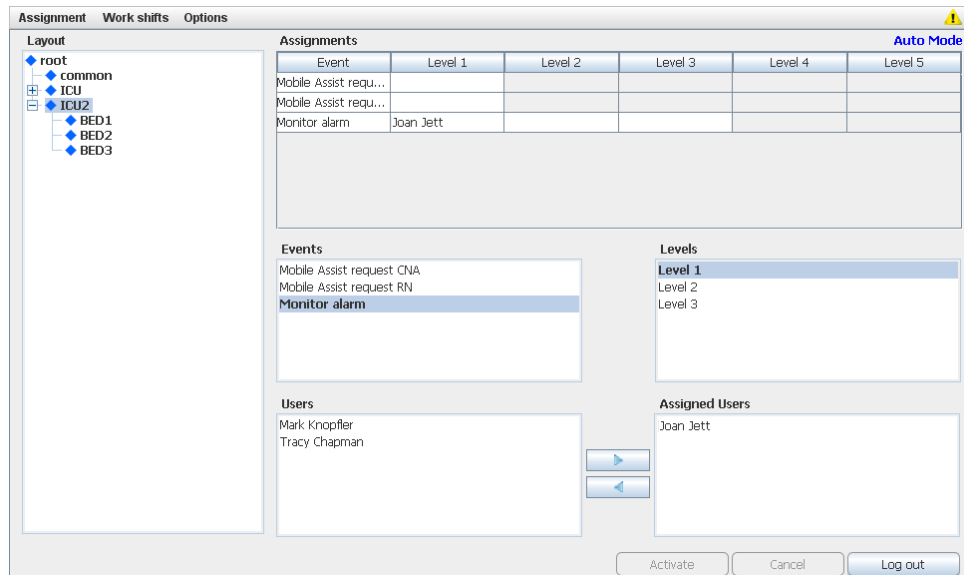 Assignment Work shifts Options
Layout
root
common
ICU
ICU2
BED1
BED2
BED3
Assignments Auto Mode
Event Level 1 Level 2 Level 3 Level 4 Level 5
Mobile Assist requ...
Mobile Assist requ...
Monitor alarm Joan Jett
Events
Mobile Assist request CNA
Mobile Assist request RN
Monitor alarm
Levels
Level 1
Level 2
Level 3
Users
Mark Knopfler
Tracy Chapman
Assigned Users
Joan Jett
Activate Cancel Log out